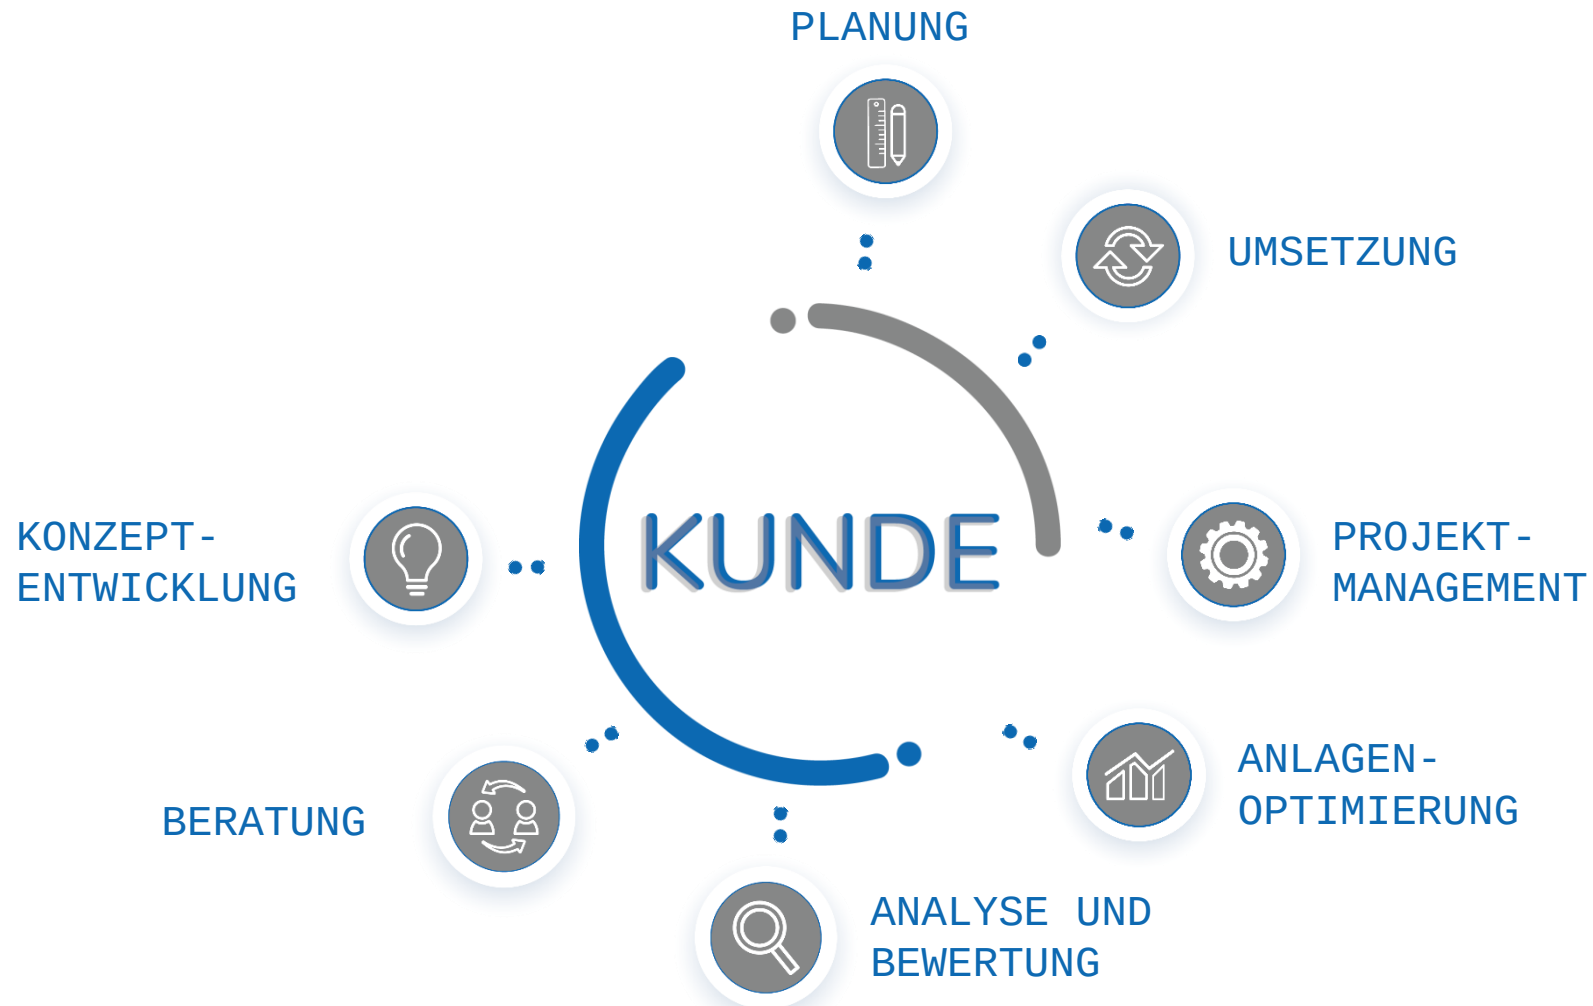 PLANUNG
UMSETZUNG
KUNDE
KONZEPT-
ENTWICKLUNG
PROJEKT-
MANAGEMENT
ANLAGEN-
OPTIMIERUNG
BERATUNG
ANALYSE UND
BEWERTUNG